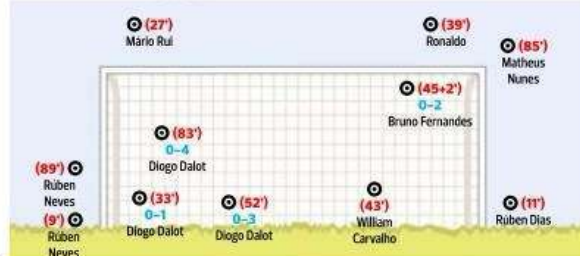 (27')
Mário Rui
(39')
Ronaldo
(85')
Matheus
Nunes
(45+2')
0–2
Bruno Fernandes
(83')
0–4
Diogo Dalot
(89')
Rúben
Neves
(33')
0–1
Diogo Dalot
(52')
0–3
Diogo Dalot
(43')
William
Carvalho
(11')
Rúben Dias
(9')
Rúben
Neves